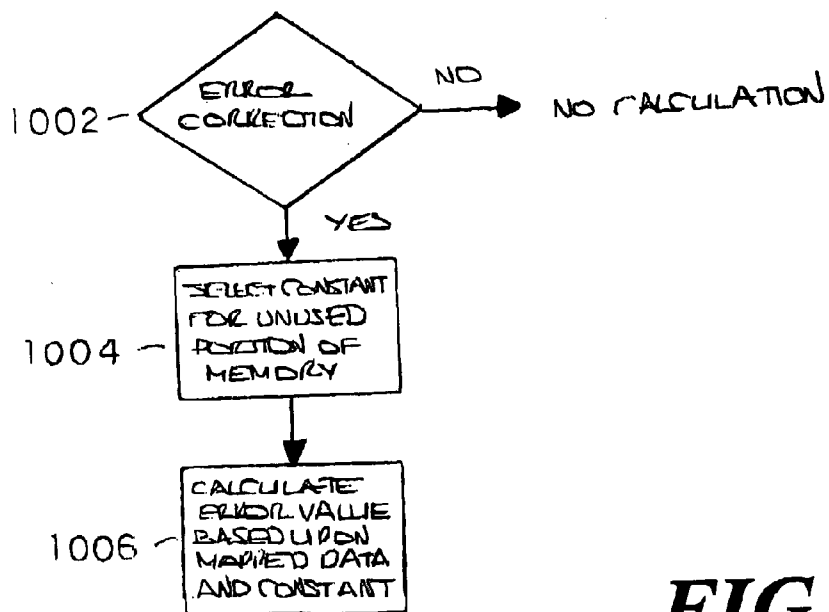 ERROR
CORRECTION
1002
NO
NO CALCULATION
YES
SELECT CONSTANT
FOR UNUSED
PORTION OF
MEMORY
1004
CALCULATE
ERROR VALUE
BASED UPON
MAPPED DATA
AND CONSTANT
1006
FIG